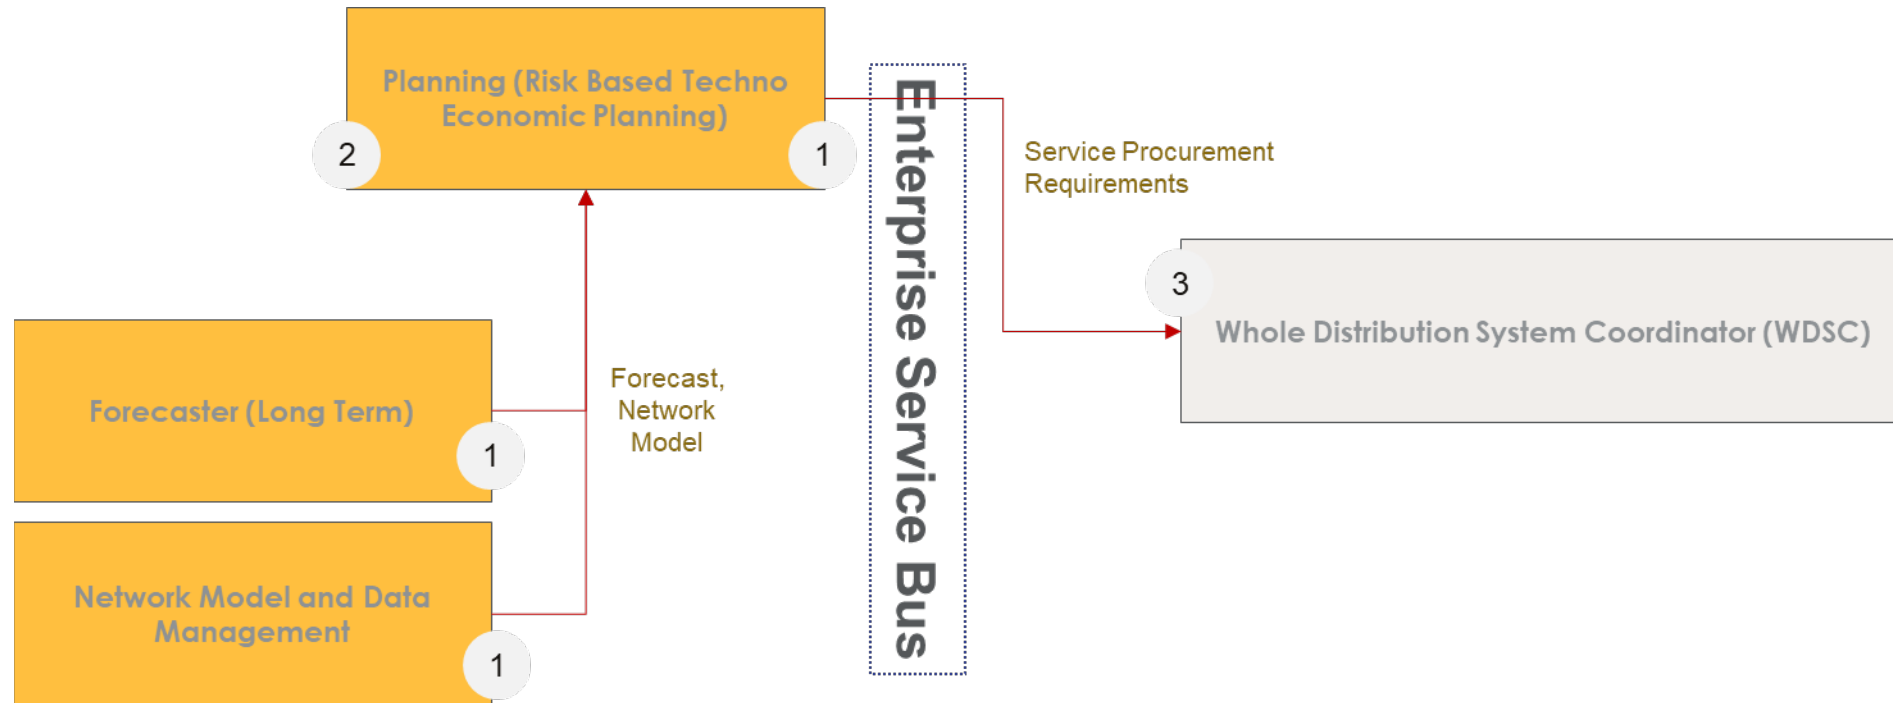 Planning (Risk Based Techno
Economic Planning)
2
1
Enterprise Service Bus
Service Procurement
Requirements
3
Whole Distribution System Coordinator (WDSC)
Forecaster (Long Term)
1
Forecast,
Network
Model
Network Model and Data
Management
1